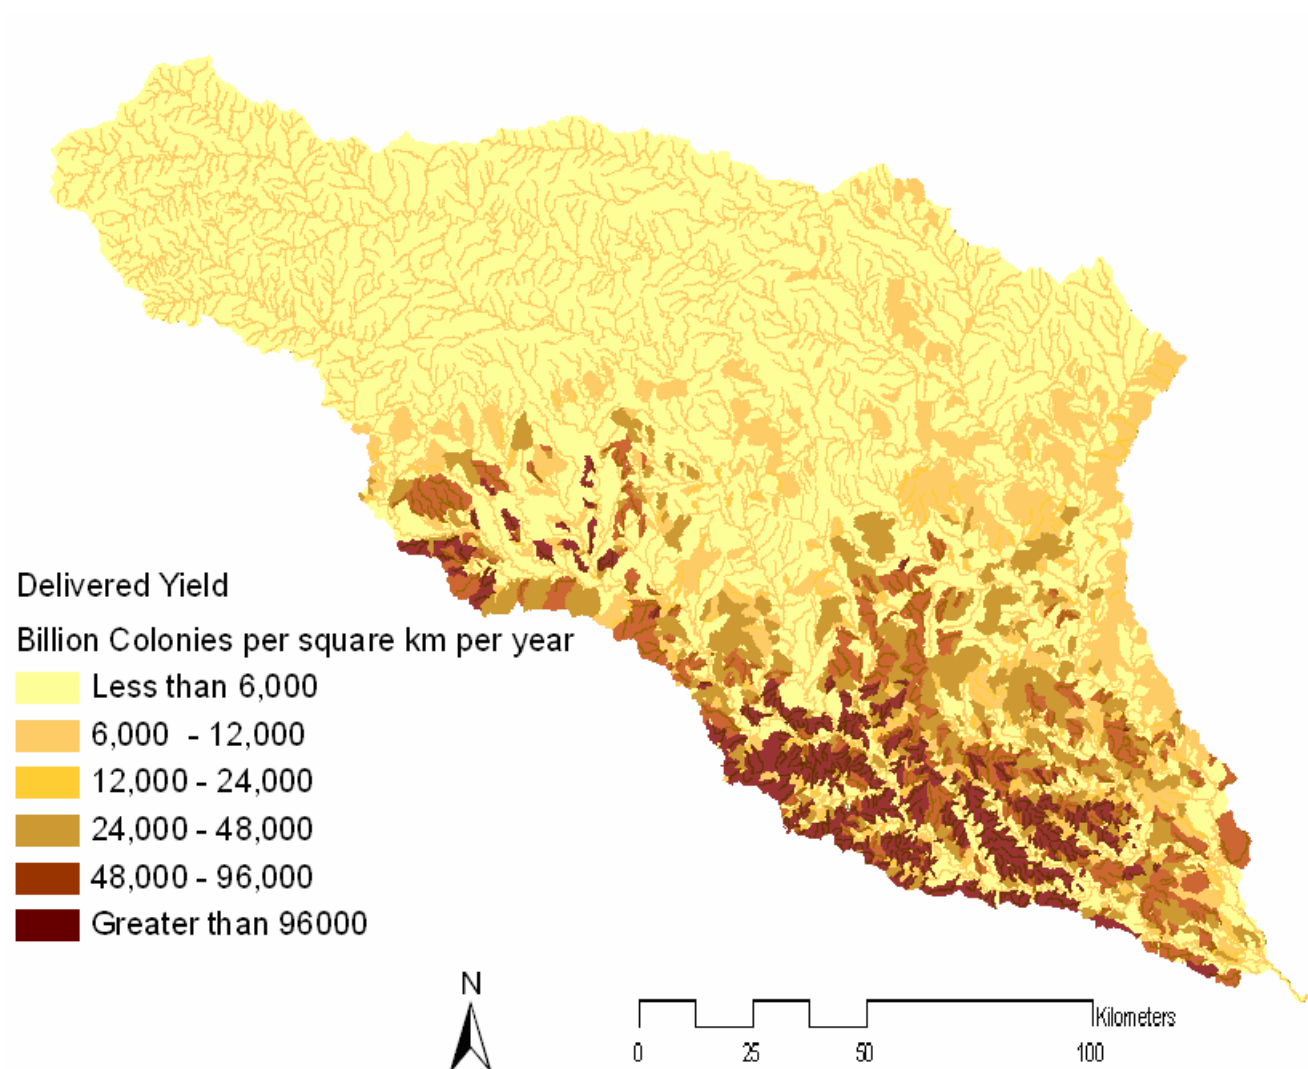 Delivered Yield
Billion Colonies per square km per year
Less than 6,000
6,000 - 12,000
12,000 - 24,000
24,000 - 48,000
48,000 - 96,000
Greater than 96000
N
Kilometers
0 25 50 100